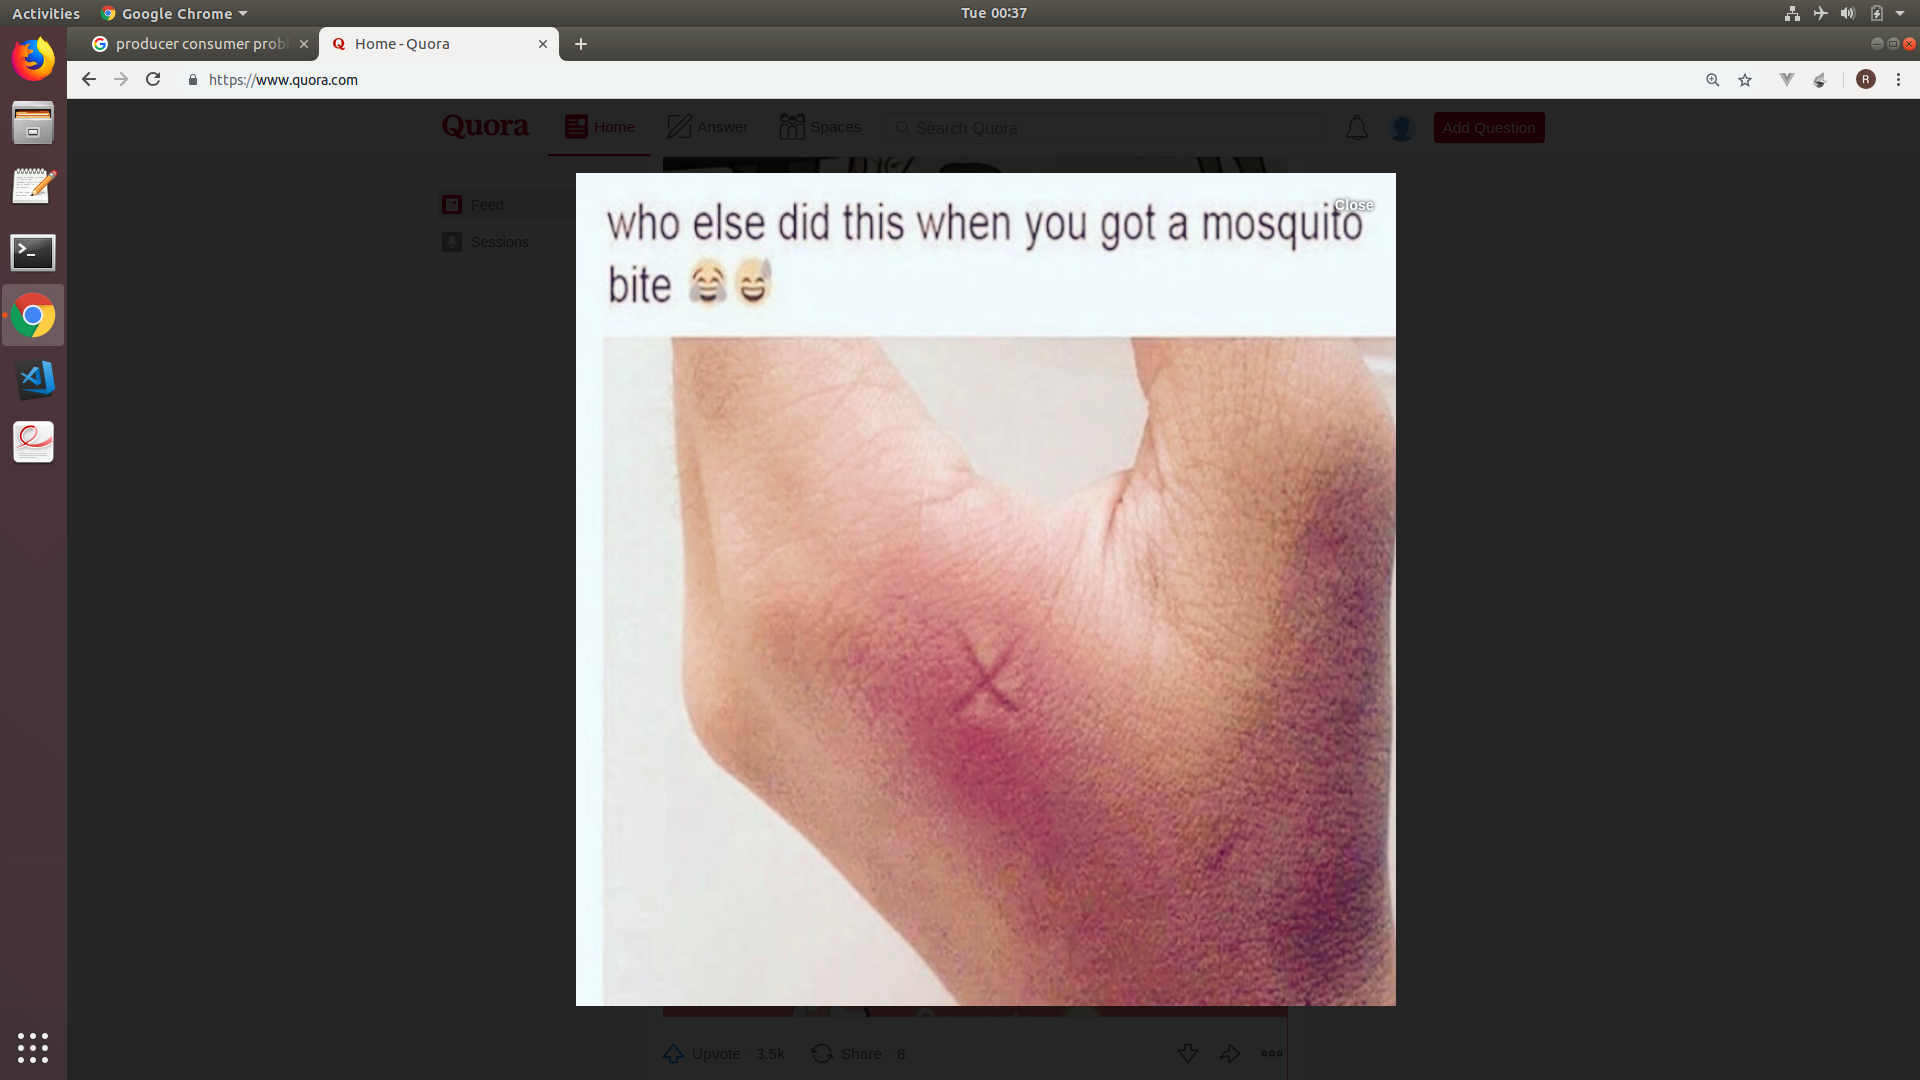 Activities
Google Chrome
Tue 00:37
producer consumer probl
Home - Quora
https://www.quora.com
R
Quora
Home
Answer
Spaces
Search Quora
Add Question
Feed
Sessions
Close
who else did this when you got a mosquito
bite 😂😅
Upvote · 3.5k
Share · 8